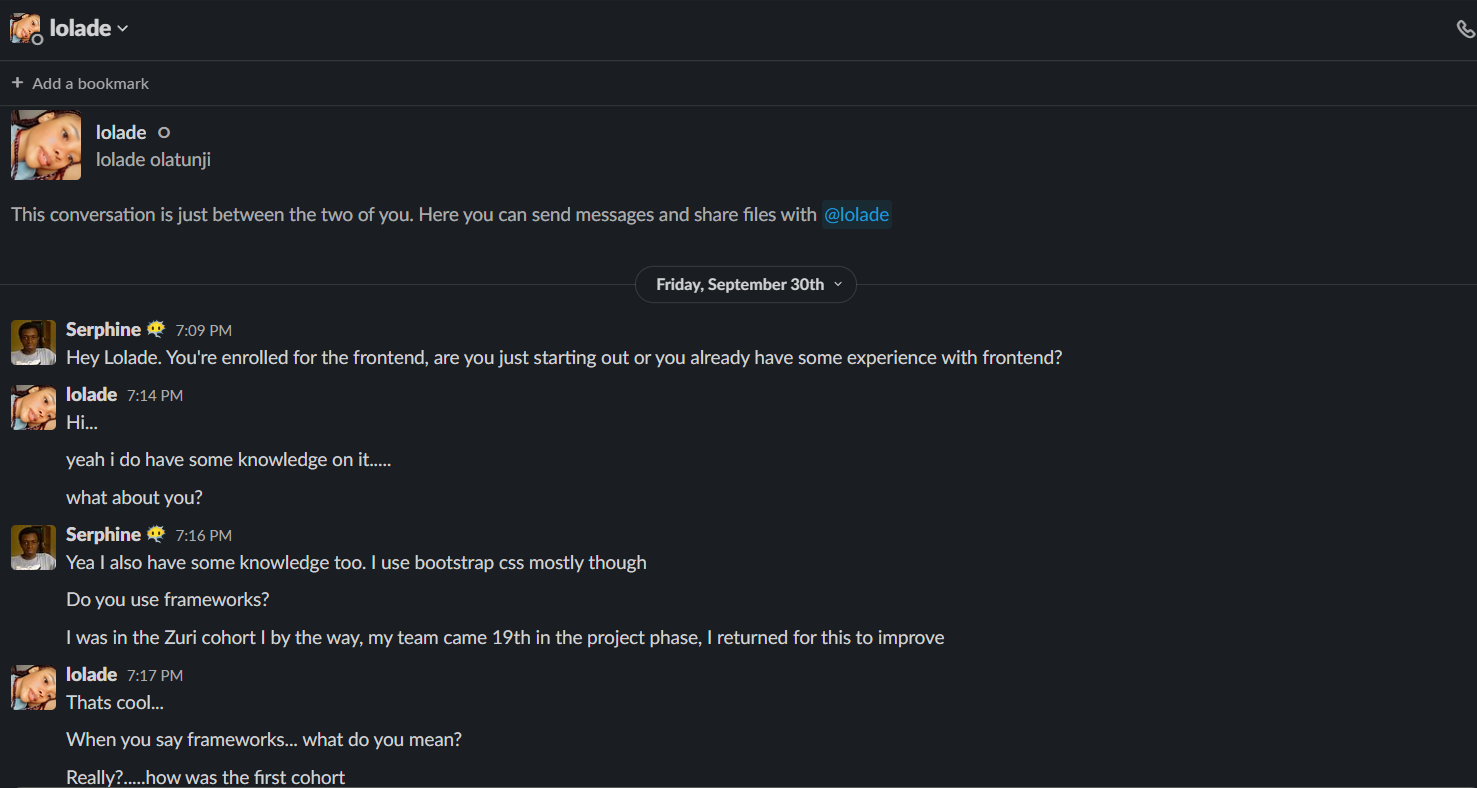 lolade
+ Add a bookmark
lolade
lolade olatunji
This conversation is just between the two of you. Here you can send messages and share files with @lolade
Friday, September 30th
Serphine 7:09 PM
Hey Lolade. You're enrolled for the frontend, are you just starting out or you already have some experience with frontend?
lolade 7:14 PM
Hi...
yeah i do have some knowledge on it.....
what about you?
Serphine 7:16 PM
Yea I also have some knowledge too. I use bootstrap css mostly though
Do you use frameworks?
I was in the Zuri cohort I by the way, my team came 19th in the project phase, I returned for this to improve
lolade 7:17 PM
Thats cool...
When you say frameworks... what do you mean?
Really?.....how was the first cohort